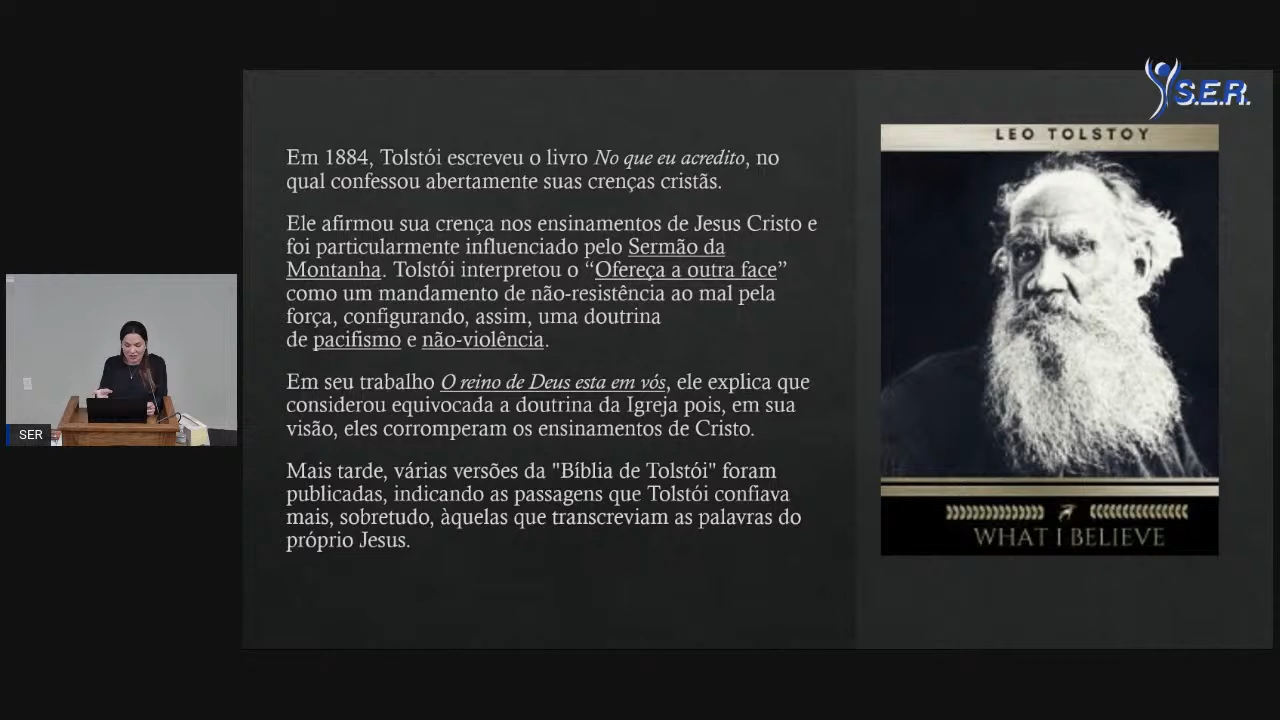 S.E.R.
LEO TOLSTOY
Em 1884, Tolstói escreveu o livro No que eu acredito, no
qual confessou abertamente suas crenças cristãs.
Ele afirmou sua crença nos ensinamentos de Jesus Cristo e
foi particularmente influenciado pelo Sermão da
Montanha. Tolstói interpretou o “Ofereça a outra face”
como um mandamento de não-resistência ao mal pela
força, configurando, assim, uma doutrina
de pacifismo e não-violência.
Em seu trabalho O reino de Deus esta em vós, ele explica que
considerou equivocada a doutrina da Igreja pois, em sua
visão, eles corromperam os ensinamentos de Cristo.
Mais tarde, várias versões da "Bíblia de Tolstói" foram
publicadas, indicando as passagens que Tolstói confiava
mais, sobretudo, àquelas que transcreviam as palavras do
próprio Jesus.
WHAT I BELIEVE
SER